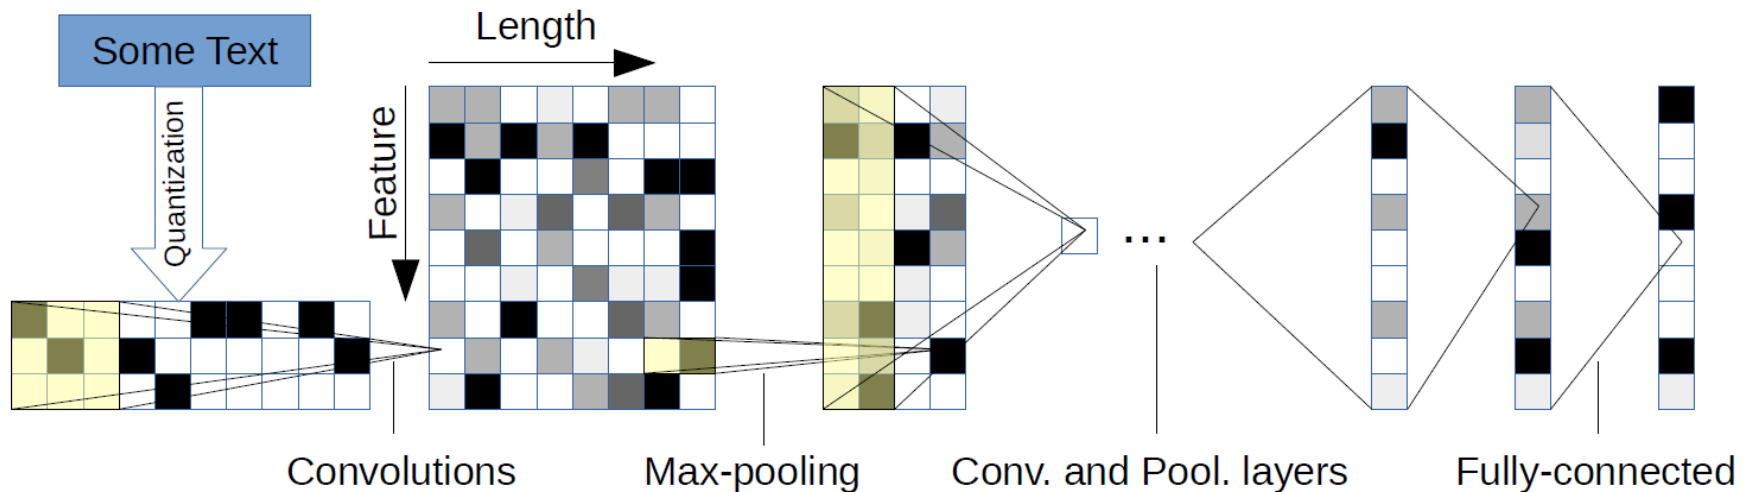 Some Text
Quantization
Length
Feature
...
Convolutions
Max-pooling
Conv. and Pool. layers
Fully-connected